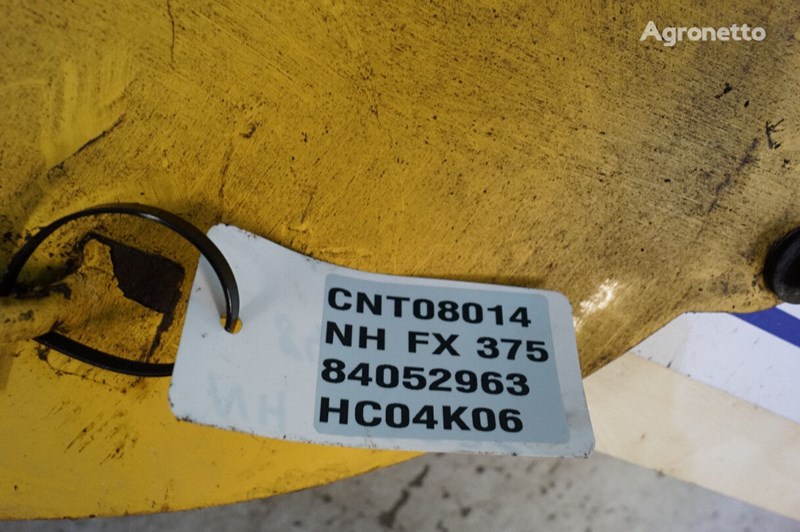 Agronetto
CNT08014
NH FX 375
84052963
HC04K06